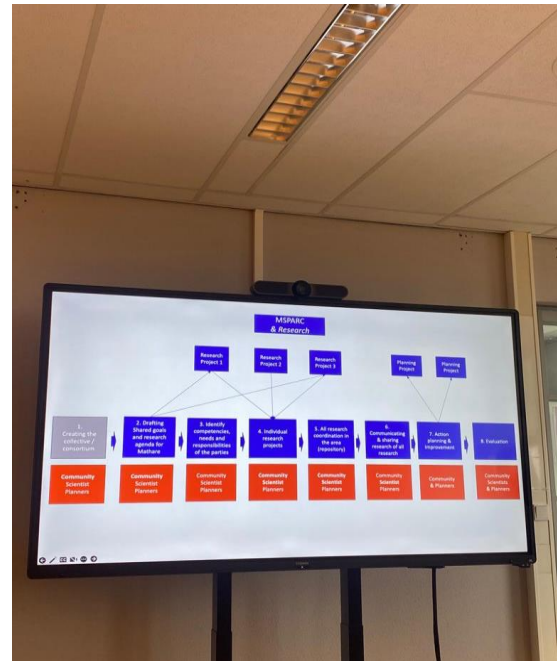 MSPARC
& Research
Research
Project 1
Research
Project 2
Research
Project 3
Planning
Project
Planning
Project
1.
Creating the
collective /
consortium
2. Drafting
Shared goals
and research
agenda for
Mathare
3. Identify
competencies,
needs and
responsibilities
of the parties
4. Individual
research
projects
5. All research
coordination in
the area
(repository)
6.
Communicating
& sharing
research of all
research
7. Action
planning &
improvement
8. Evaluation
Community
Scientist
Planners
Community
Scientist
Planners
Community
Scientist
Planners
Community
Scientist
Planners
Community
Scientist
Planners
Community
Scientist
Planners
Community
& Planners
Community
Scientists
& Planners